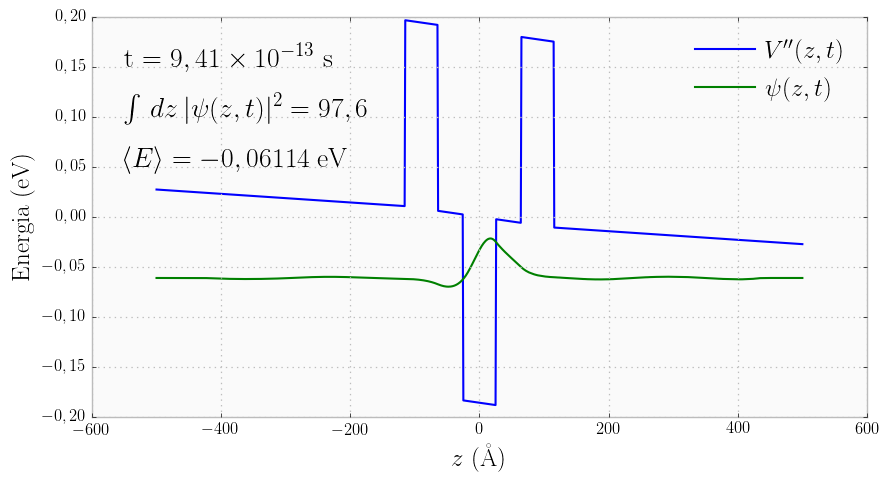 t = 9,41 × 10⁻¹³ s
∫ dz |ψ(z, t)|² = 97,6
⟨E⟩ = −0,06114 eV
V′′(z, t)
ψ(z, t)
Energia (eV)
0,20
0,15
0,10
0,05
0,00
−0,05
−0,10
−0,15
−0,20
−600 −400 −200 0 200 400 600
z (Å)